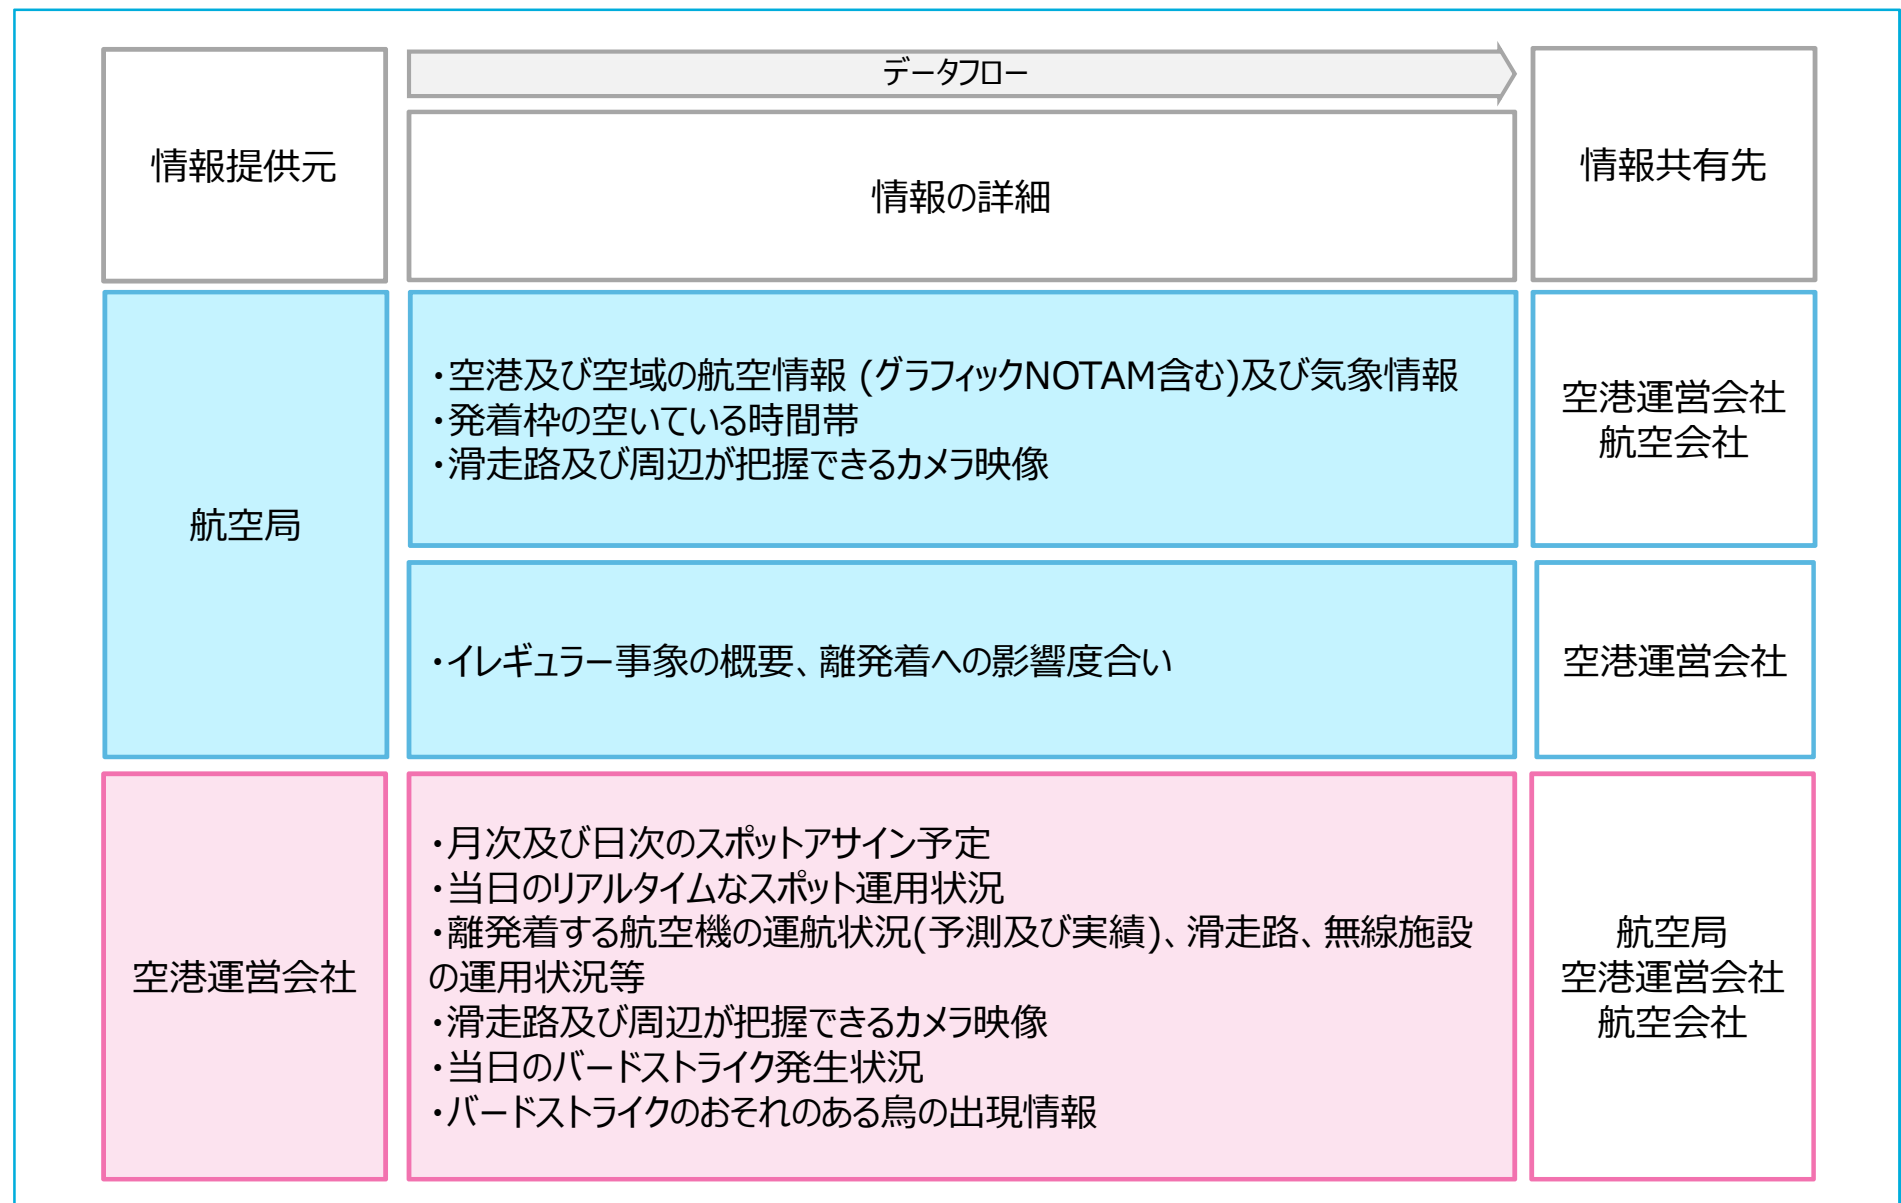 データフロー
情報提供元
情報の詳細
情報共有先
航空局
・空港及び空域の航空情報 (グラフィックNOTAM含む)及び気象情報
・発着枠の空いている時間帯
・滑走路及び周辺が把握できるカメラ映像
空港運営会社
航空会社
・イレギュラー事象の概要、離発着への影響度合い
空港運営会社
空港運営会社
・月次及び日次のスポットアサイン予定
・当日のリアルタイムなスポット運用状況
・離発着する航空機の運航状況(予測及び実績)、滑走路、無線施設
の運用状況等
・滑走路及び周辺が把握できるカメラ映像
・当日のバードストライク発生状況
・バードストライクのおそれのある鳥の出現情報
航空局
空港運営会社
航空会社